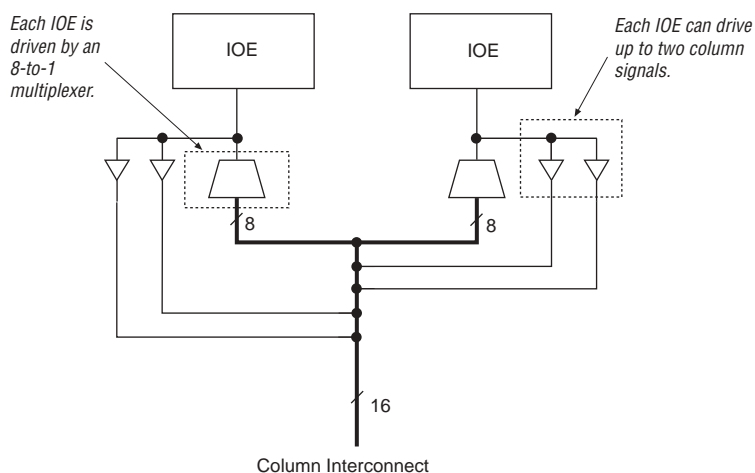 Each IOE is
driven by an
8-to-1
multiplexer.
IOE
IOE
Each IOE can drive
up to two column
signals.
8
8
16
Column Interconnect